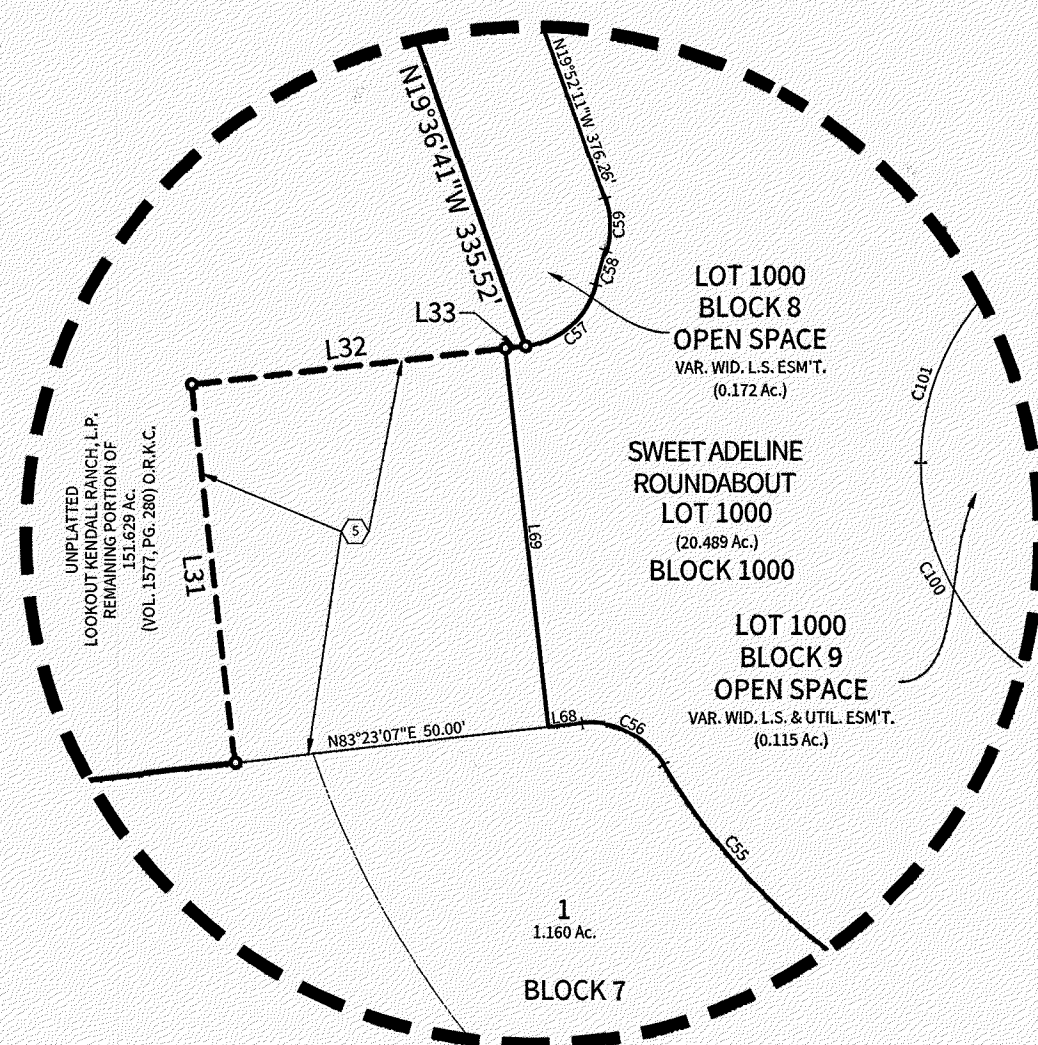 N19°52'11"W 376.26'
N19°36'41"W 335.52'
C59
C58
C57
L33
L32
LOT 1000
BLOCK 8
OPEN SPACE
VAR. WID. L.S. ESM'T.
(0.172 Ac.)
C101
UNPLATTED
LOOKOUT KENDALL RANCH, L.P.
REMAINING PORTION OF
151.629 Ac.
(VOL. 1577, PG. 280) O.R.K.C.
SWEET ADELINE
ROUNDABOUT
LOT 1000
(20.489 Ac.)
BLOCK 1000
5
L69
L31
C100
LOT 1000
BLOCK 9
OPEN SPACE
VAR. WID. L.S. & UTIL. ESM'T.
(0.115 Ac.)
L68
C56
N83°23'07"E 50.00'
C55
1
1.160 Ac.
BLOCK 7